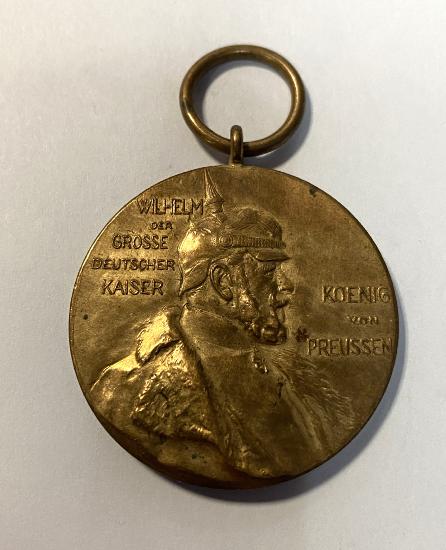 WILHELM
DER
GROSSE
DEUTSCHER
KAISER
KOENIG
VON
PREUSSEN